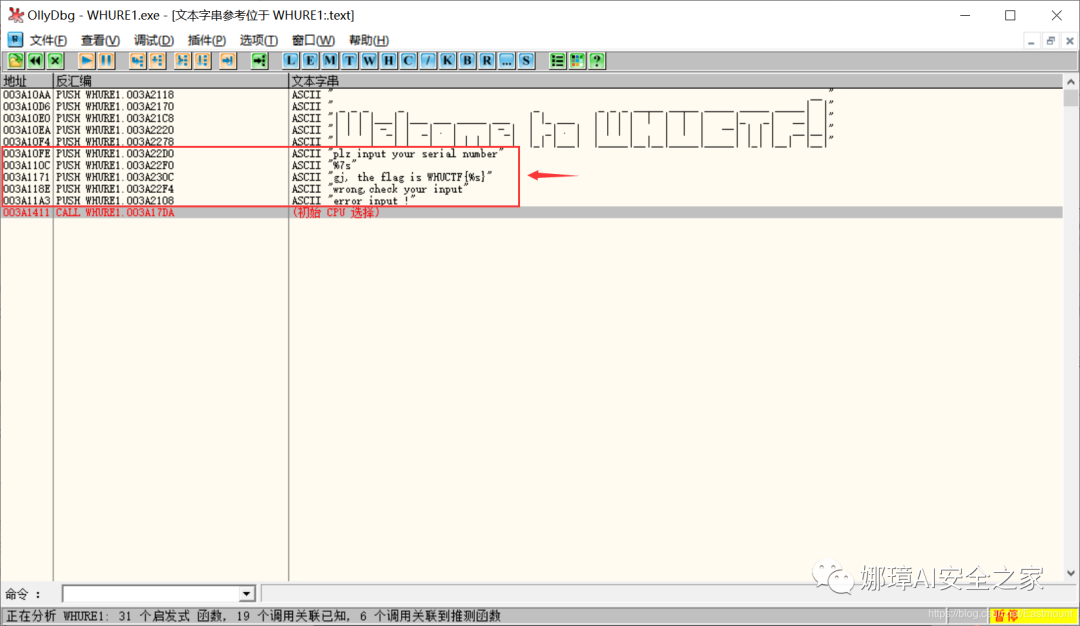 OllyDbg - WHURE1.exe - [文本字串参考位于 WHURE1:.text]
文件(F) 查看(V) 调试(D) 插件(P) 选项(T) 窗口(W) 帮助(H)
L E M T W H C / K B R ... S ?
地址 反汇编 文本字串
003A10AA PUSH WHURE1.003A2118 ASCII "
003A10D6 PUSH WHURE1.003A2170 ASCII "
003A10E0 PUSH WHURE1.003A21C8 ASCII "
003A10EA PUSH WHURE1.003A2220 ASCII "
003A10F4 PUSH WHURE1.003A2278 ASCII "
Welcome to WHUCTF!
003A10FE PUSH WHURE1.003A22D0 ASCII "plz input your serial number"
003A110C PUSH WHURE1.003A22F0 ASCII "%7s"
003A1171 PUSH WHURE1.003A230C ASCII "gj, the flag is WHUCTF{%s}"
003A118E PUSH WHURE1.003A22F4 ASCII "wrong,check your input"
003A11A3 PUSH WHURE1.003A2108 ASCII "error input !"
003A1411 CALL WHURE1.003A17DA (初始 CPU 选择)
命令 :
娜璋AI安全之家
正在分析 WHURE1: 31 个启发式 函数, 19 个调用关联已知, 6 个调用关联到推测函数
暂停